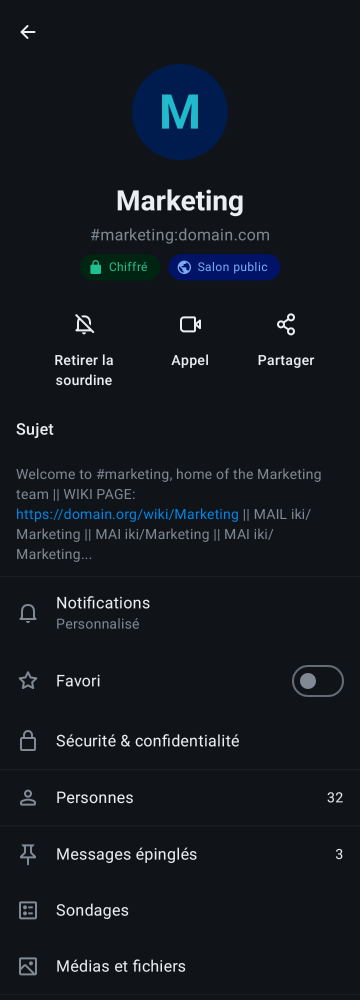 M
Marketing
#marketing:domain.com
Chiffré
Salon public
Retirer la
sourdine
Appel
Partager
Sujet
Welcome to #marketing, home of the Marketing
team || WIKI PAGE:
https://domain.org/wiki/Marketing || MAIL iki/
Marketing || MAI iki/Marketing || MAI iki/
Marketing...
Notifications
Personnalisé
Favori
Sécurité & confidentialité
Personnes 32
Messages épinglés 3
Sondages
Médias et fichiers